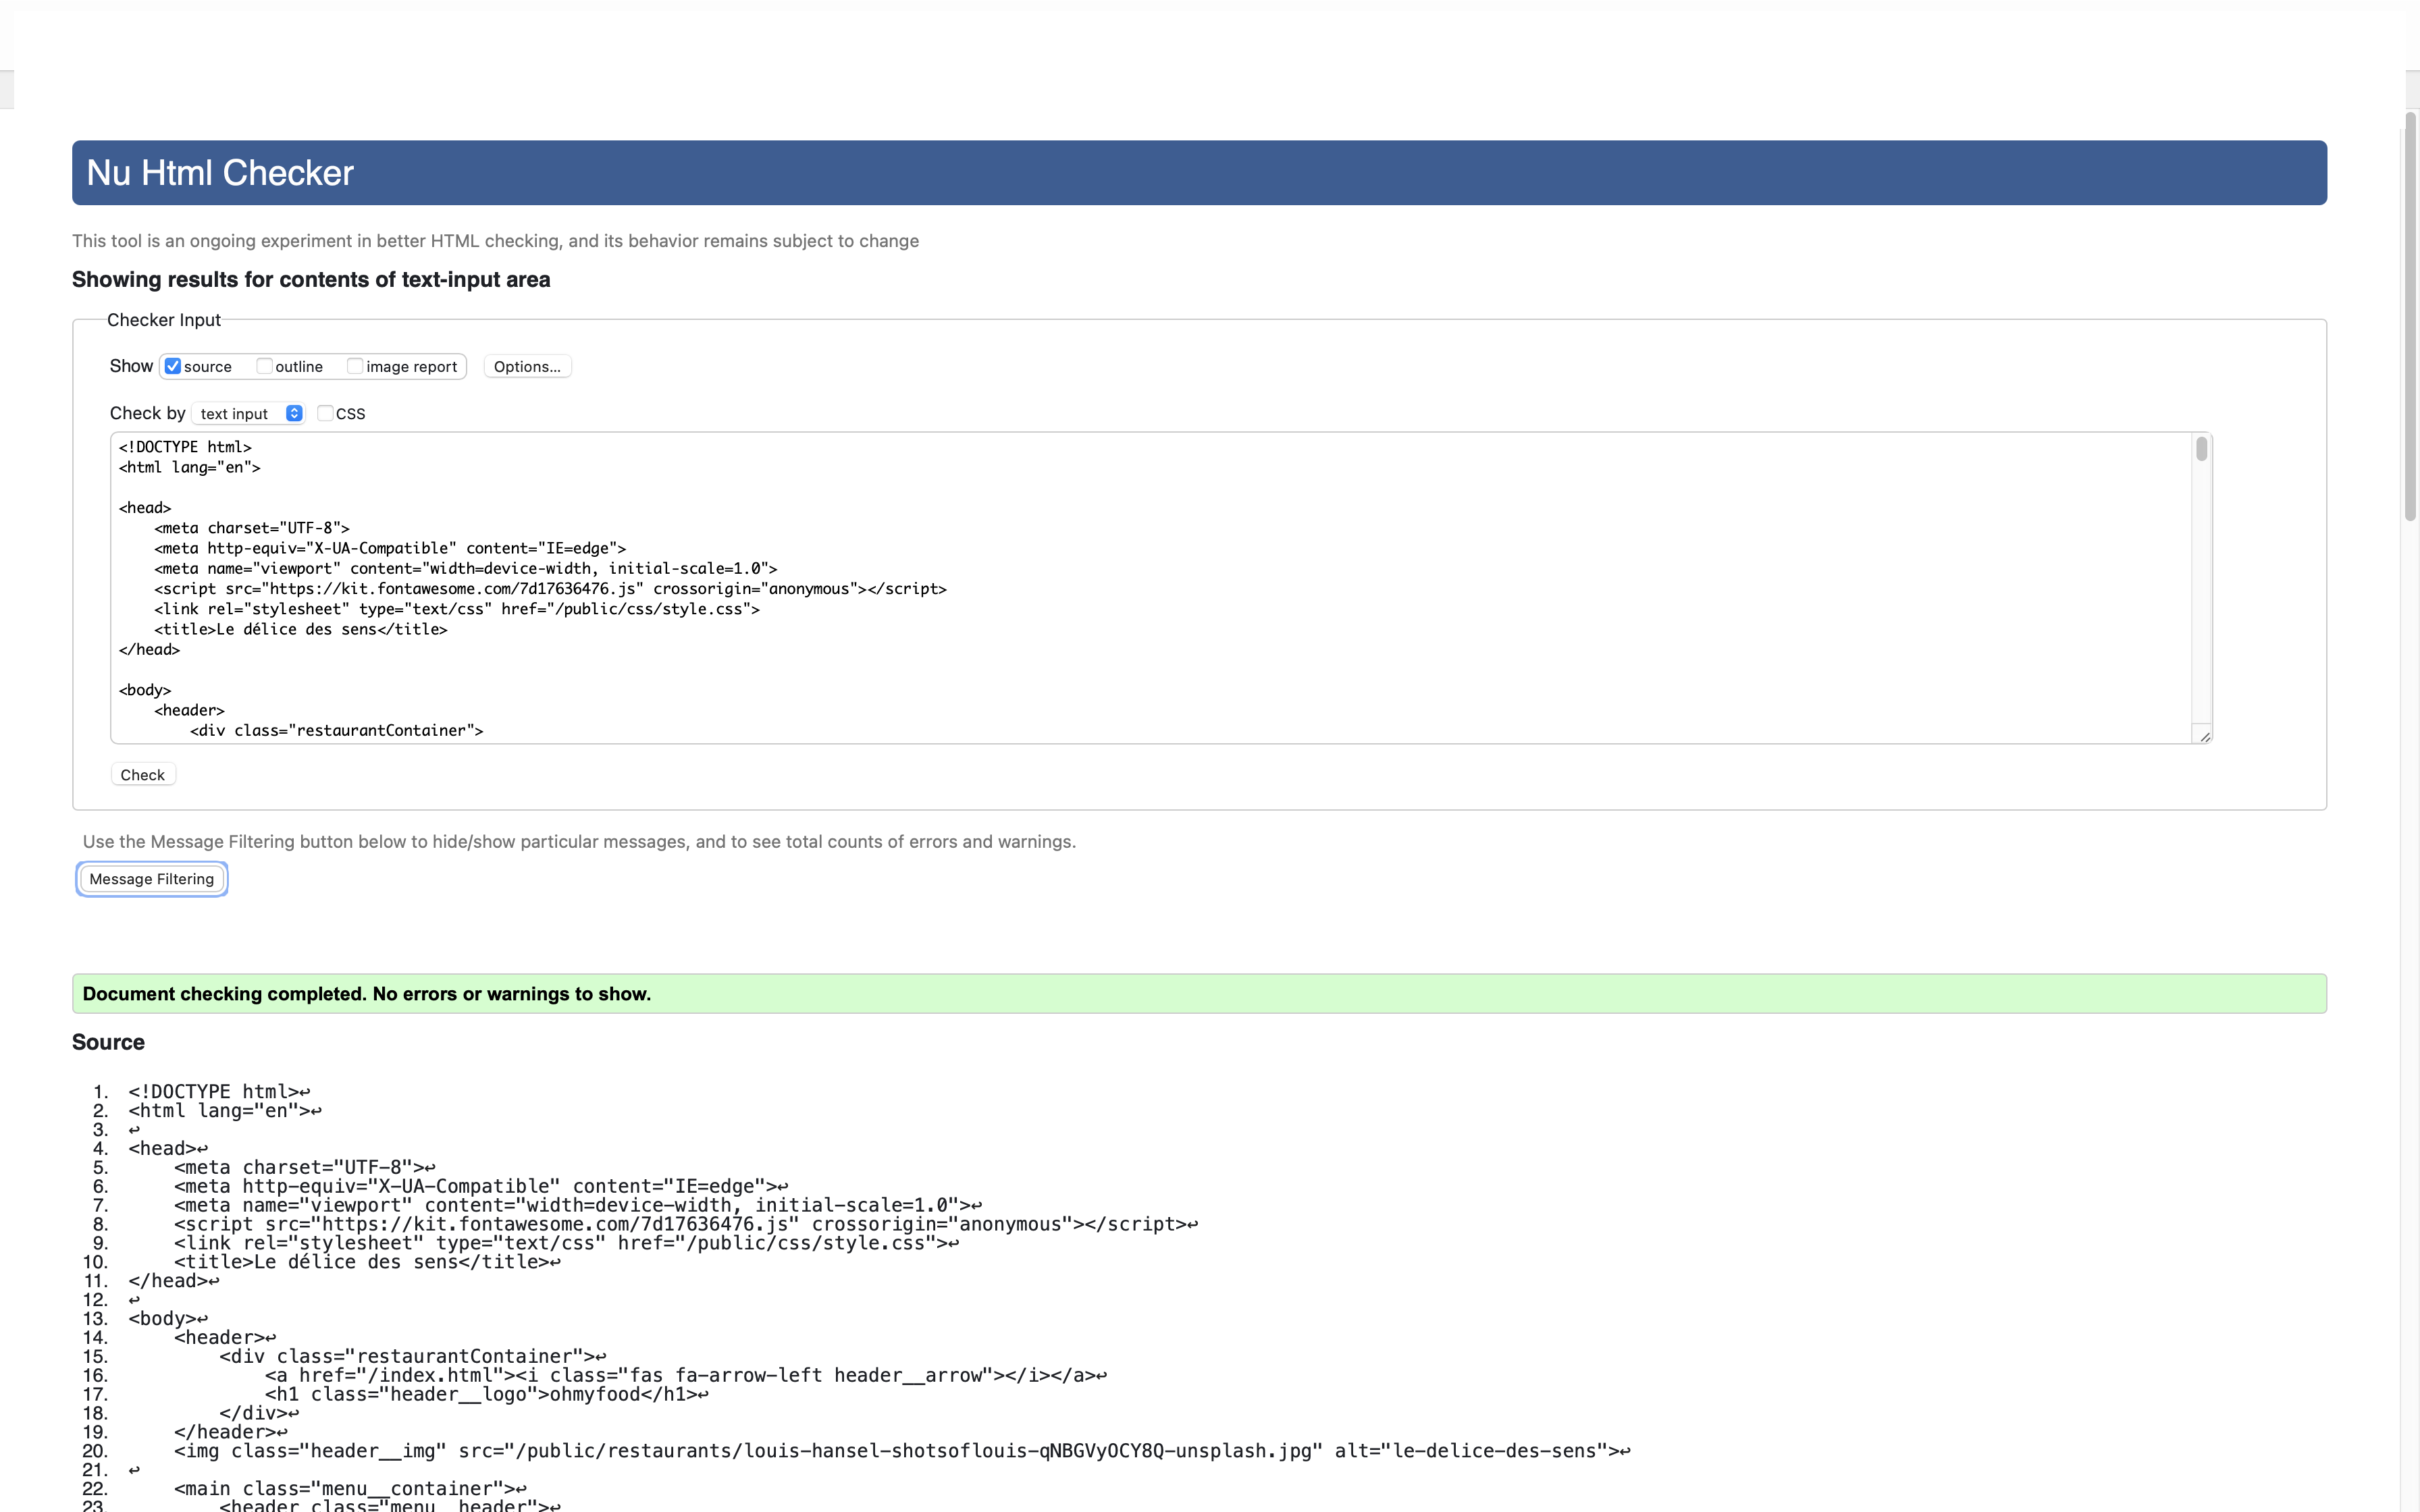 Nu Html Checker
This tool is an ongoing experiment in better HTML checking, and its behavior remains subject to change
Showing results for contents of text-input area
Checker Input
Show source outline image report Options...
Check by text input CSS
<!DOCTYPE html>
<html lang="en">
<head>
    <meta charset="UTF-8">
    <meta http-equiv="X-UA-Compatible" content="IE=edge">
    <meta name="viewport" content="width=device-width, initial-scale=1.0">
    <script src="https://kit.fontawesome.com/7d17636476.js" crossorigin="anonymous"></script>
    <link rel="stylesheet" type="text/css" href="/public/css/style.css">
    <title>Le délice des sens</title>
</head>
<body>
    <header>
        <div class="restaurantContainer">
Check
Use the Message Filtering button below to hide/show particular messages, and to see total counts of errors and warnings.
Message Filtering
Document checking completed. No errors or warnings to show.
Source
1. <!DOCTYPE html>↩
2. <html lang="en">↩
3. ↩
4. <head>↩
5.     <meta charset="UTF-8">↩
6.     <meta http-equiv="X-UA-Compatible" content="IE=edge">↩
7.     <meta name="viewport" content="width=device-width, initial-scale=1.0">↩
8.     <script src="https://kit.fontawesome.com/7d17636476.js" crossorigin="anonymous"></script>↩
9.     <link rel="stylesheet" type="text/css" href="/public/css/style.css">↩
10.     <title>Le délice des sens</title>↩
11. </head>↩
12. ↩
13. <body>↩
14.     <header>↩
15.         <div class="restaurantContainer">↩
16.             <a href="/index.html"><i class="fas fa-arrow-left header__arrow"></i></a>↩
17.             <h1 class="header__logo">ohmyfood</h1>↩
18.         </div>↩
19.     </header>↩
20.     <img class="header__img" src="/public/restaurants/louis-hansel-shotsoflouis-qNBGVyOCY8Q-unsplash.jpg" alt="le-delice-des-sens">↩
21. ↩
22.     <main class="menu__container">↩
23.         <header class="menu__header">↩